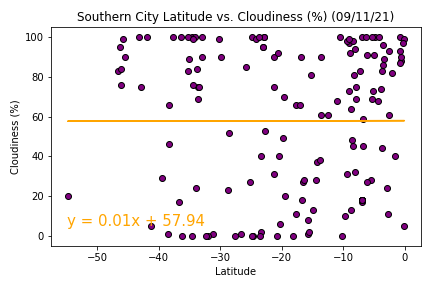 Southern City Latitude vs. Cloudiness (%) (09/11/21)
100
80
60
40
20
0
Cloudiness (%)
y = 0.01x + 57.94
−50 −40 −30 −20 −10 0
Latitude